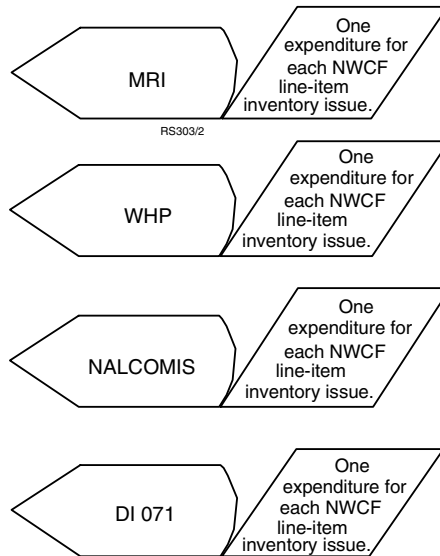 MRI
One
expenditure for
each NWCF
line-item
inventory issue.
RS303/2
WHP
One
expenditure for
each NWCF
line-item
inventory issue.
NALCOMIS
One
expenditure for
each NWCF
line-item
inventory issue.
DI 071
One
expenditure for
each NWCF
line-item
inventory issue.